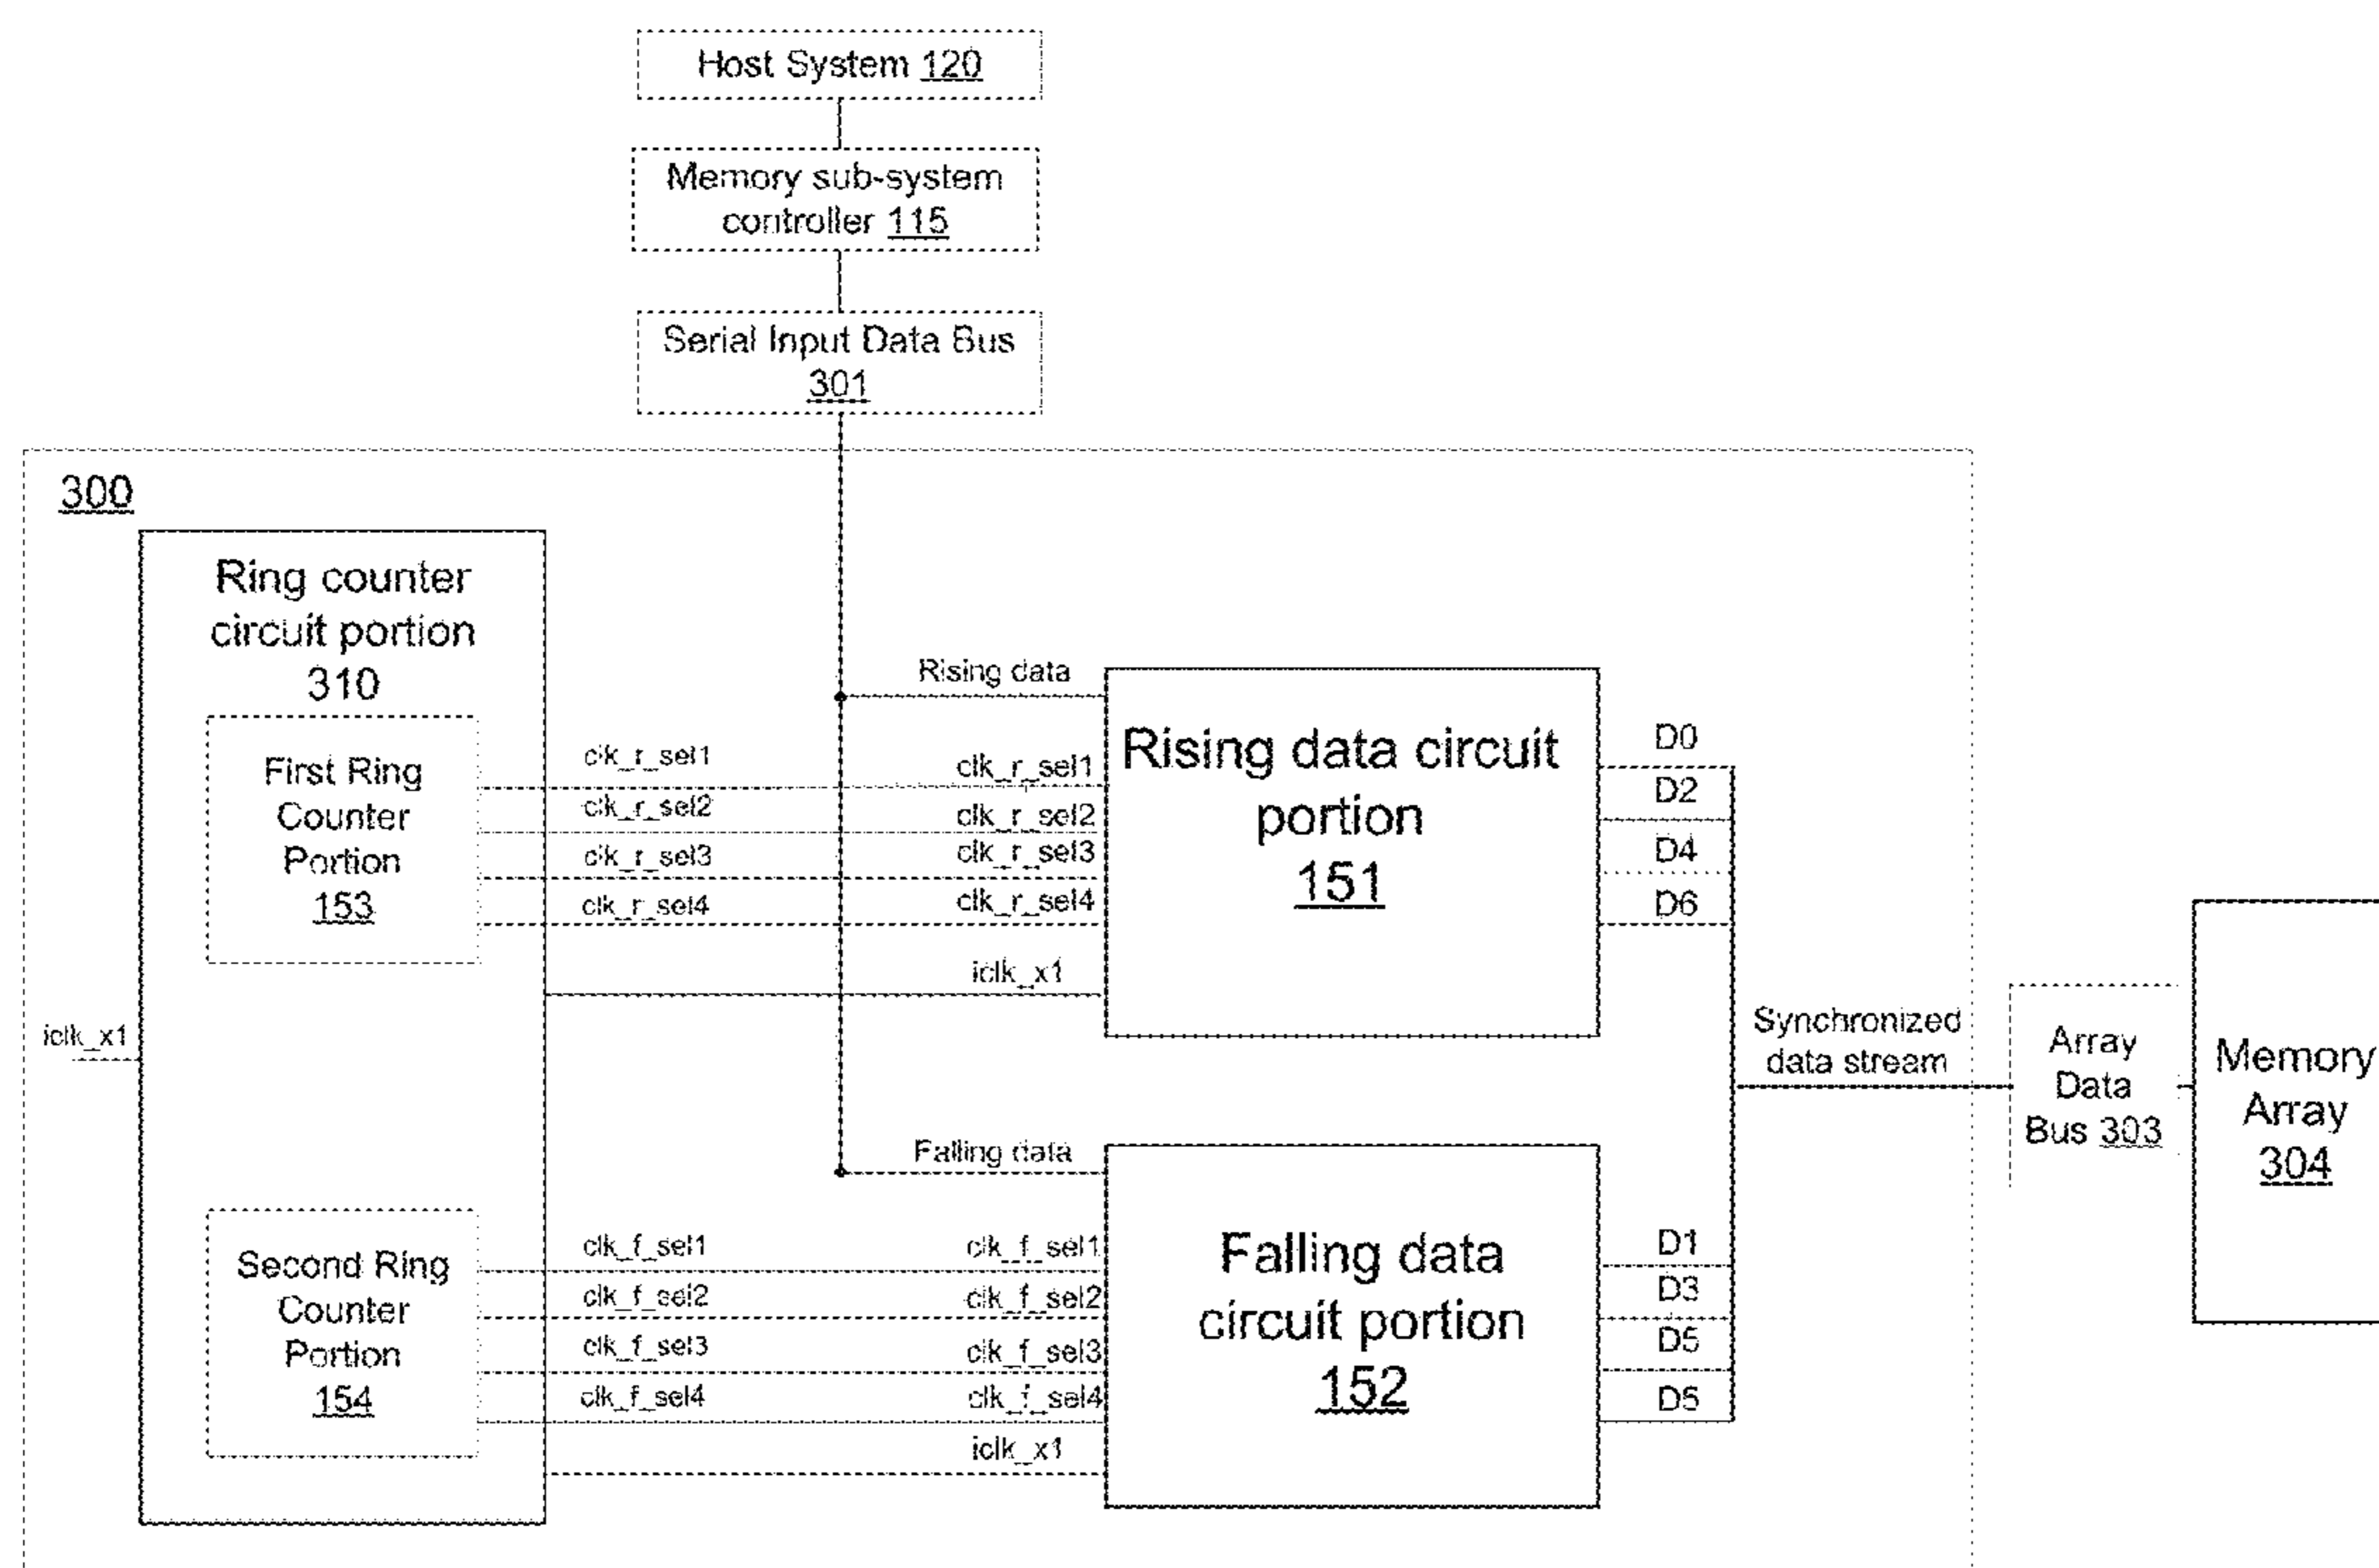 Host System 120
Memory sub-system
controller 115
Serial Input Data Bus
301
300
Ring counter
circuit portion
310
First Ring
Counter
Portion
153
clk_r_sel1
clk_r_sel2
clk_r_sel3
clk_r_sel4
Rising data
clk_r_sel1
clk_r_sel2
clk_r_sel3
clk_r_sel4
iclk_x1
Rising data circuit
portion
151
D0
D2
D4
D6
iclk_x1
Synchronized
data stream
Array
Data
Bus 303
Memory
Array
304
Second Ring
Counter
Portion
154
clk_f_sel1
clk_f_sel2
clk_f_sel3
clk_f_sel4
Falling data
clk_f_sel1
clk_f_sel2
clk_f_sel3
clk_f_sel4
iclk_x1
Falling data
circuit portion
152
D1
D3
D5
D5